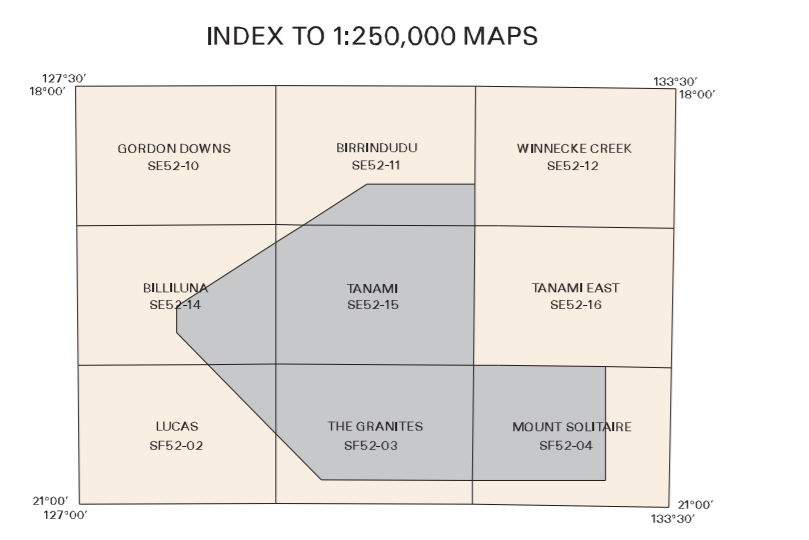 INDEX TO 1:250,000 MAPS
127°30′
18°00′
133°30′
18°00′
GORDON DOWNS
SE52-10
BIRRINDUDU
SE52-11
WINNECKE CREEK
SE52-12
BILLILUNA
SE52-14
TANAMI
SE52-15
TANAMI EAST
SE52-16
LUCAS
SF52-02
THE GRANITES
SF52-03
MOUNT SOLITAIRE
SF52-04
21°00′
127°00′
21°00′
133°30′